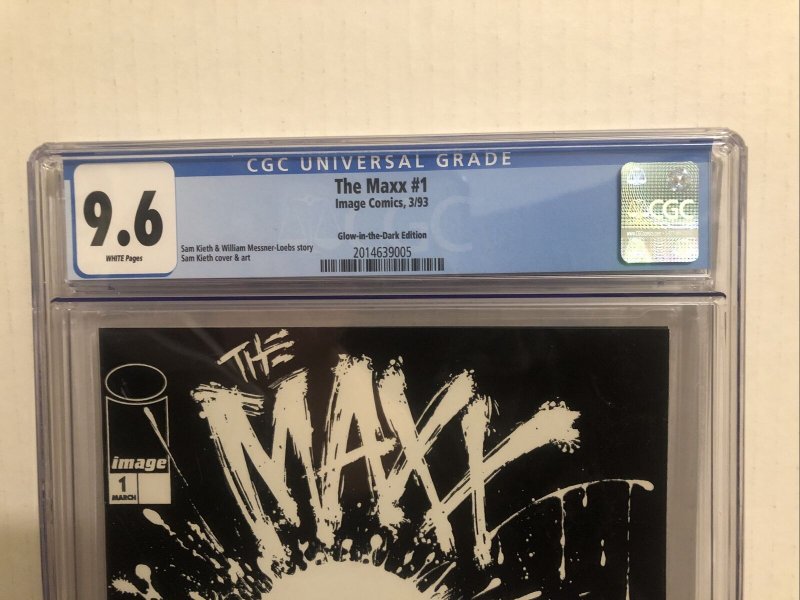 CGC UNIVERSAL GRADE
9.6
WHITE Pages
The Maxx #1
Image Comics, 3/93
Glow-in-the-Dark Edition
Sam Kieth & William Messner-Loebs story
Sam Kieth cover & art
2014639005
CGC
CGC
THE
MAXX
image
1
MARCH